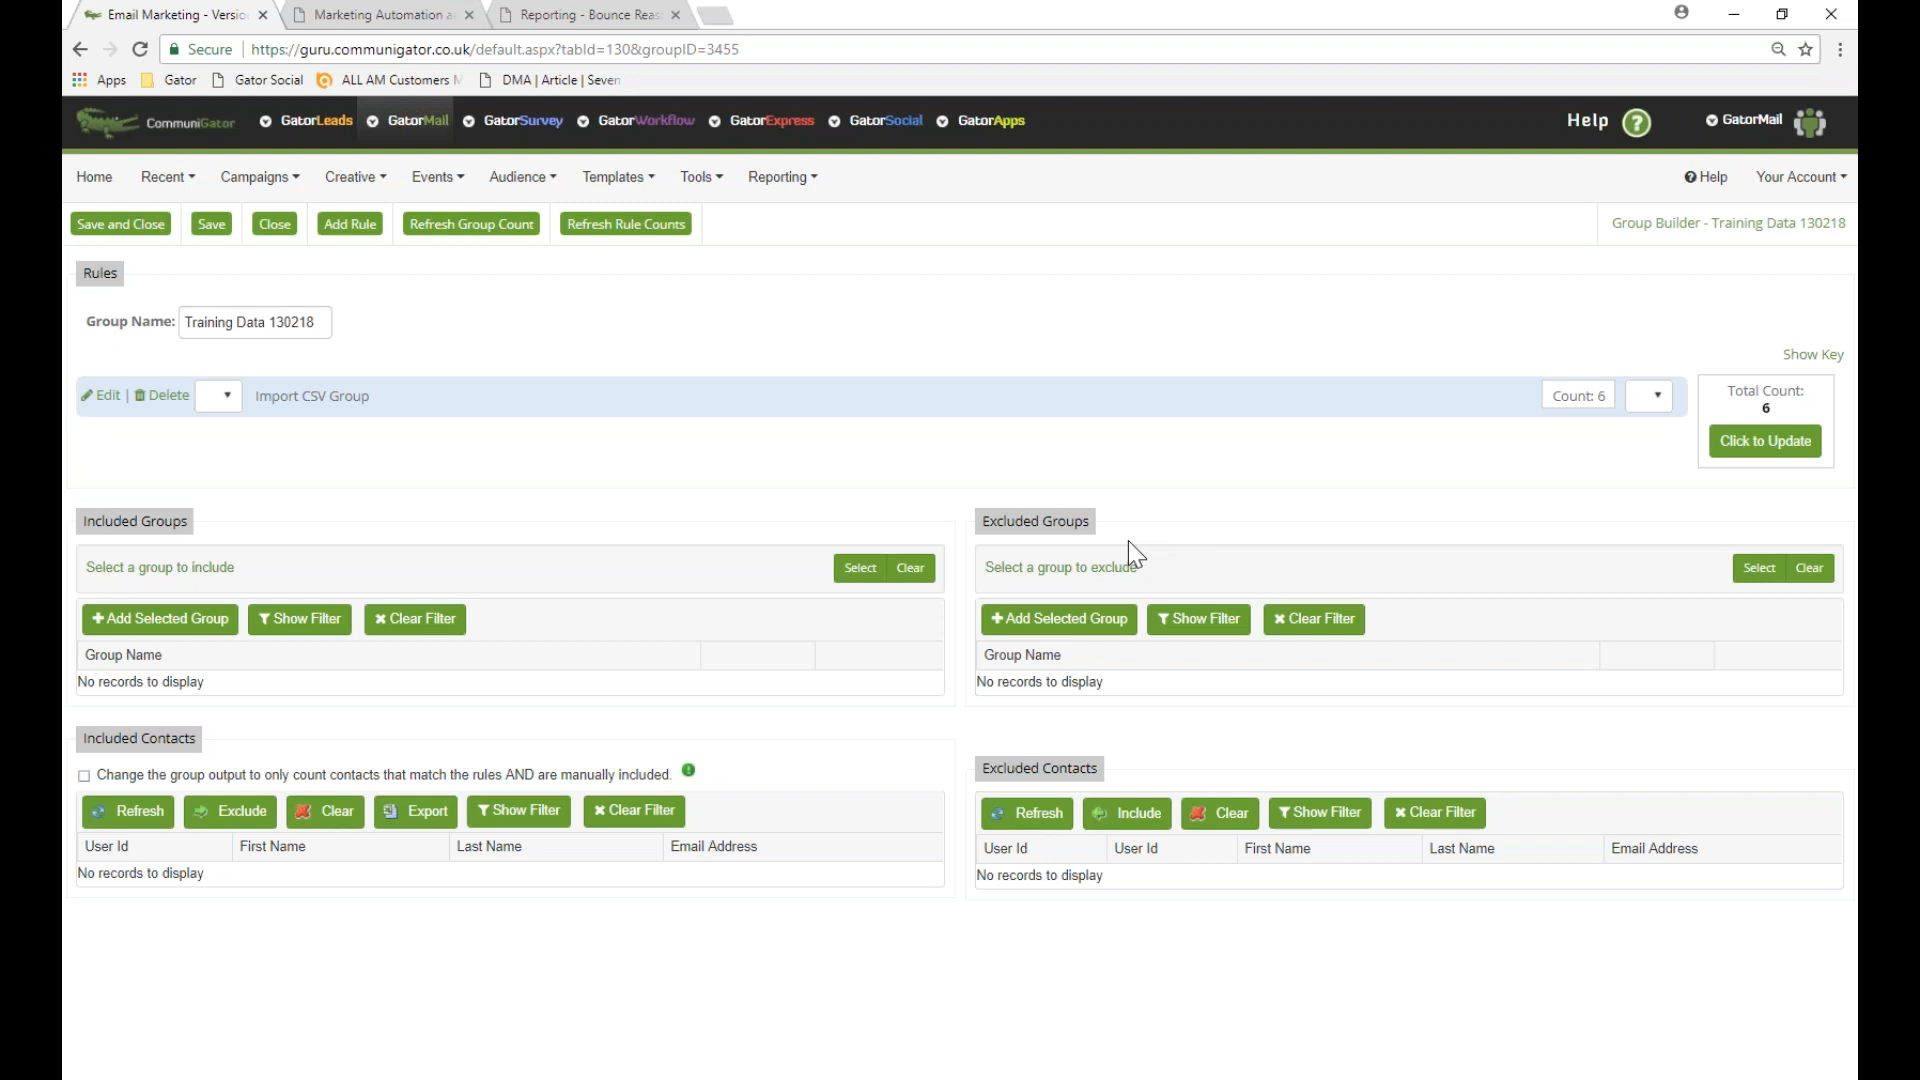 Email Marketing - Versio
Marketing Automation a
Reporting - Bounce Reas
Secure https://guru.communigator.co.uk/default.aspx?tabId=130&groupID=3455
Apps Gator Gator Social ALL AM Customers M DMA | Article | Seven
CommuniGator GatorLeads GatorMail GatorSurvey GatorWorkflow GatorExpress GatorSocial GatorApps Help ? GatorMail
Home Recent Campaigns Creative Events Audience Templates Tools Reporting Help Your Account
Save and Close Save Close Add Rule Refresh Group Count Refresh Rule Counts Group Builder - Training Data 130218
Rules
Group Name: Training Data 130218
Show Key
Edit | Delete Import CSV Group Count: 6
Total Count:
6
Click to Update
Included Groups
Select a group to include Select Clear
+Add Selected Group Show Filter Clear Filter
Group Name
No records to display
Excluded Groups
Select a group to exclude Select Clear
+Add Selected Group Show Filter Clear Filter
Group Name
No records to display
Included Contacts
Change the group output to only count contacts that match the rules AND are manually included.
Refresh Exclude Clear Export Show Filter Clear Filter
User Id First Name Last Name Email Address
No records to display
Excluded Contacts
Refresh Include Clear Show Filter Clear Filter
User Id User Id First Name Last Name Email Address
No records to display